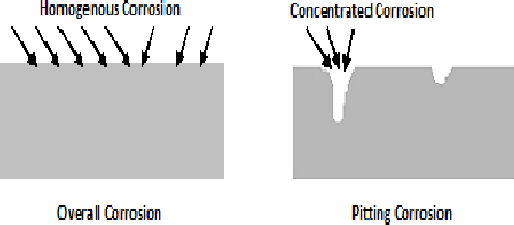 Homogenous Corrosion
Concentrated Corrosion
Overall Corrosion
Pitting Corrosion